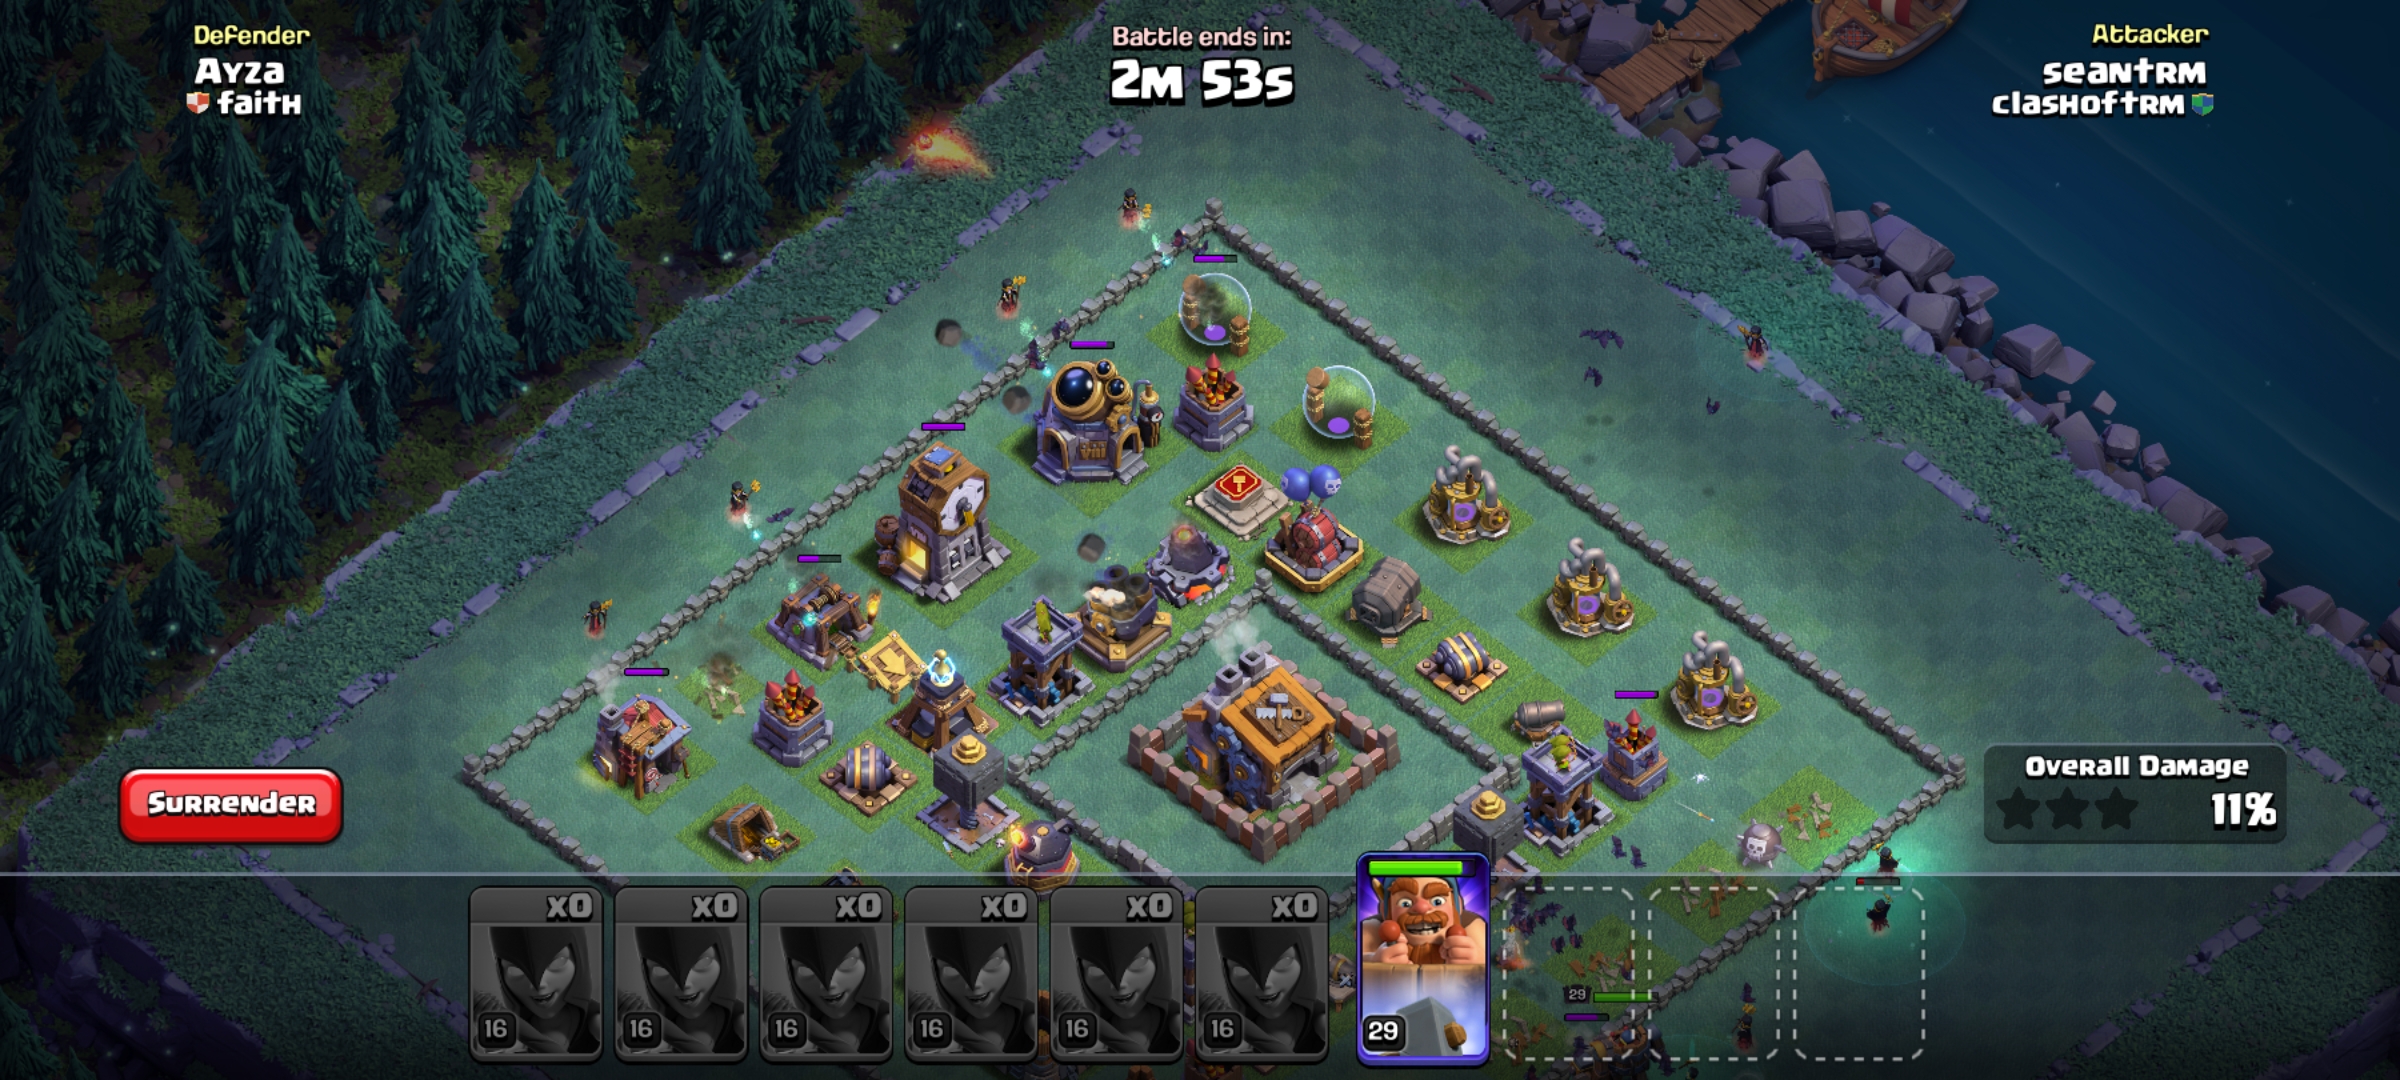 Defender
Ayza
faith
Battle ends in:
2M 53s
Attacker
seantrm
clashoftrm
Surrender
Overall Damage
11%
x0
x0
x0
x0
x0
x0
16
16
16
16
16
16
29
29